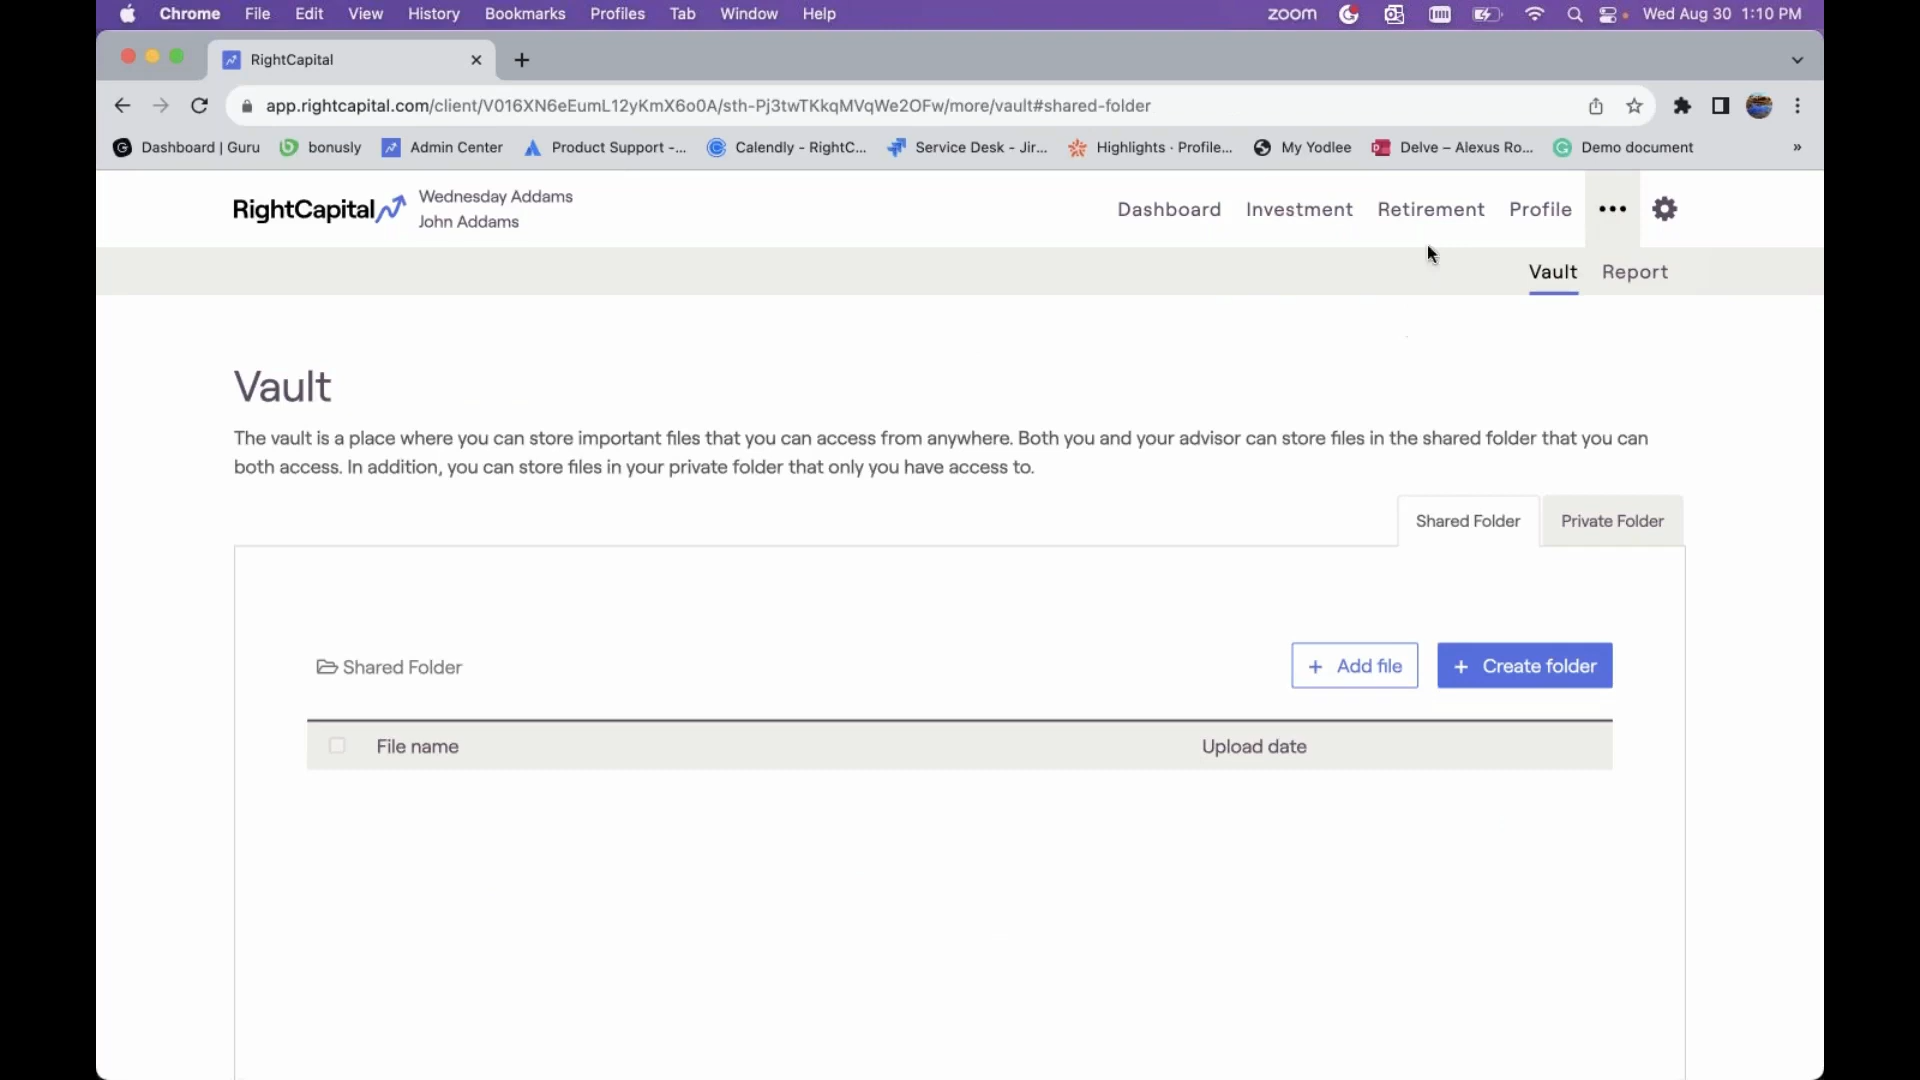 Chrome File Edit View History Bookmarks Profiles Tab Window Help zoom Wed Aug 30 1:10 PM
RightCapital
app.rightcapital.com/client/V016XN6eEumL12yKmX6o0A/sth-Pj3twTKkqMVqWe2OFw/more/vault#shared-folder
Dashboard | Guru bonusly Admin Center Product Support -... Calendly - RightC... Service Desk - Jir... Highlights · Profile... My Yodlee Delve – Alexus Ro... Demo document »
RightCapital
Wednesday Addams
John Addams
Dashboard Investment Retirement Profile
Vault Report
Vault
The vault is a place where you can store important files that you can access from anywhere. Both you and your advisor can store files in the shared folder that you can
both access. In addition, you can store files in your private folder that only you have access to.
Shared Folder Private Folder
Shared Folder + Add file + Create folder
File name Upload date